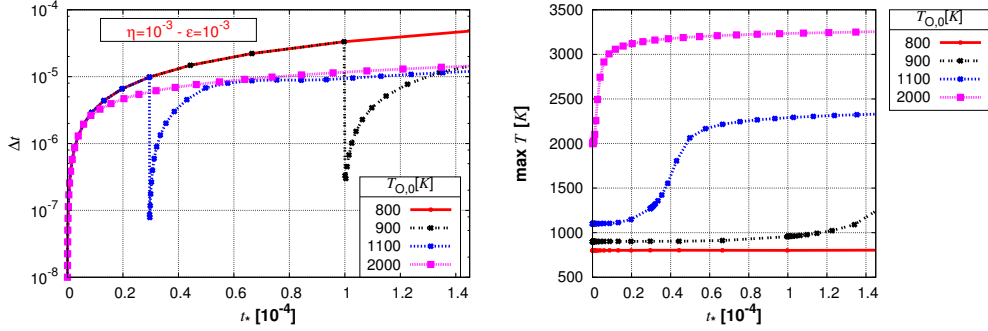 10⁻⁴
η=10⁻³ - ε=10⁻³
10⁻⁵
10⁻⁶
10⁻⁷
10⁻⁸
Δt
0 0.2 0.4 0.6 0.8 1 1.2 1.4
t⋆ [10⁻⁴]
T_O,0[K]
800
900
1100
2000
3500
3000
2500
2000
1500
1000
500
max T [K]
0 0.2 0.4 0.6 0.8 1 1.2 1.4
t⋆ [10⁻⁴]
T_O,0[K]
800
900
1100
2000